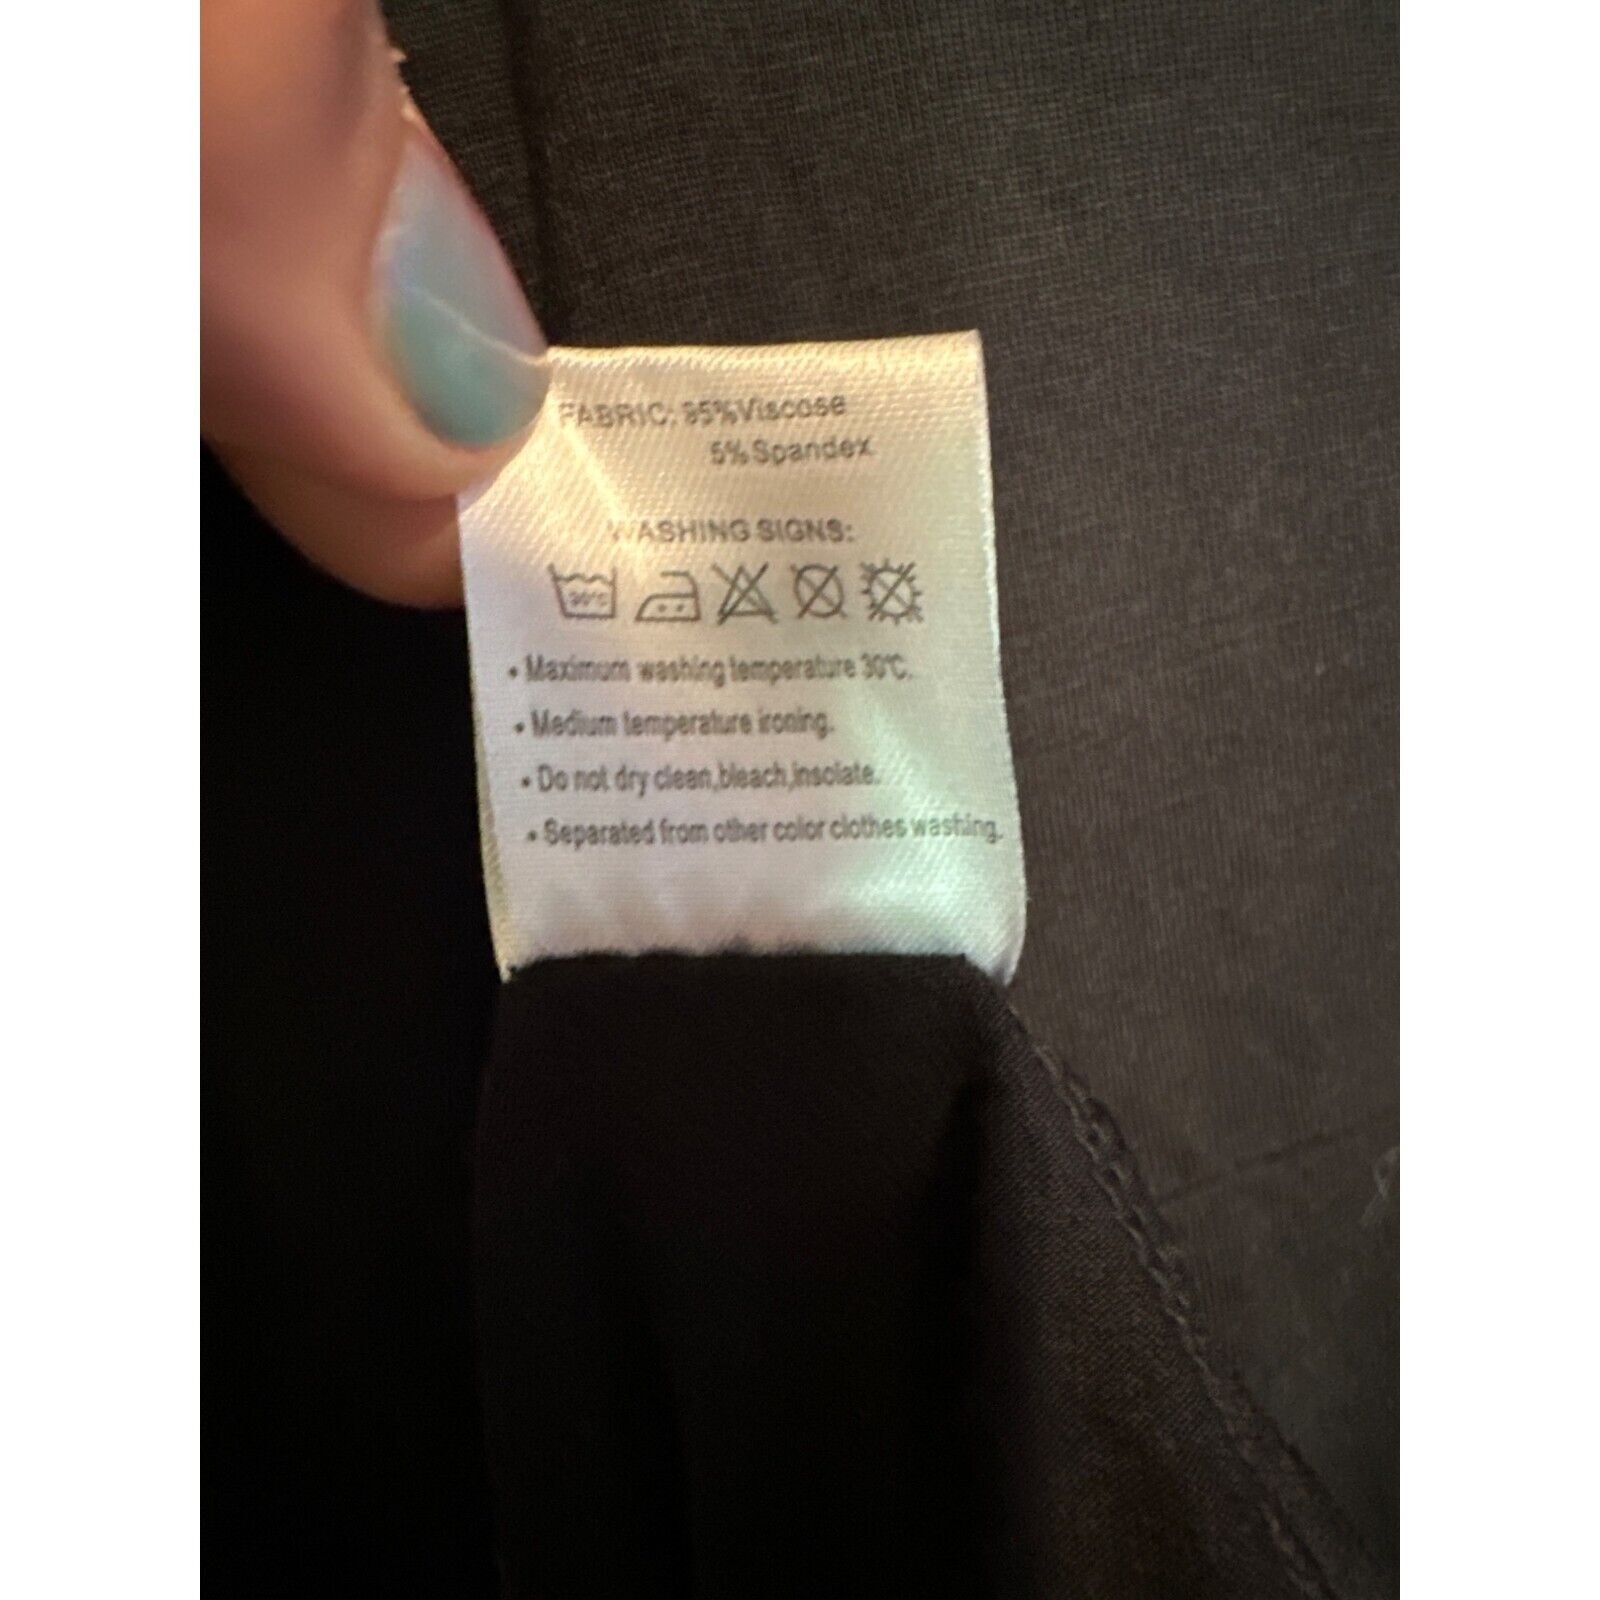 FABRIC: 95%Viscose
5%Spandex
WASHING SIGNS:
30°C
• Maximum washing temperature 30°C.
• Medium temperature ironing.
• Do not dry clean,bleach,insolate.
• Separated from other color clothes washing.